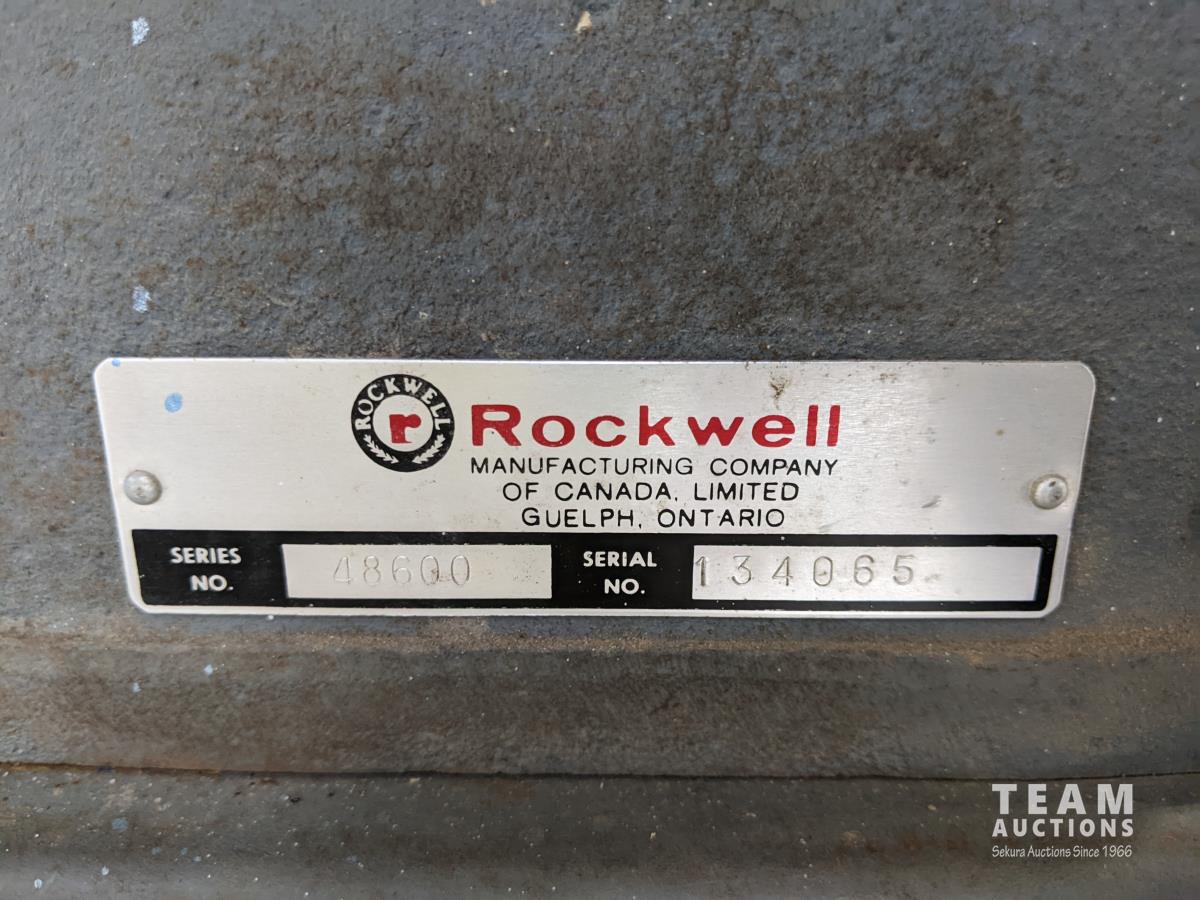 ROCKWELL
r
Rockwell
MANUFACTURING COMPANY
OF CANADA, LIMITED
GUELPH, ONTARIO
SERIES NO. 48600
SERIAL NO. 134065
TEAM
AUCTIONS
Sekura Auctions Since 1966